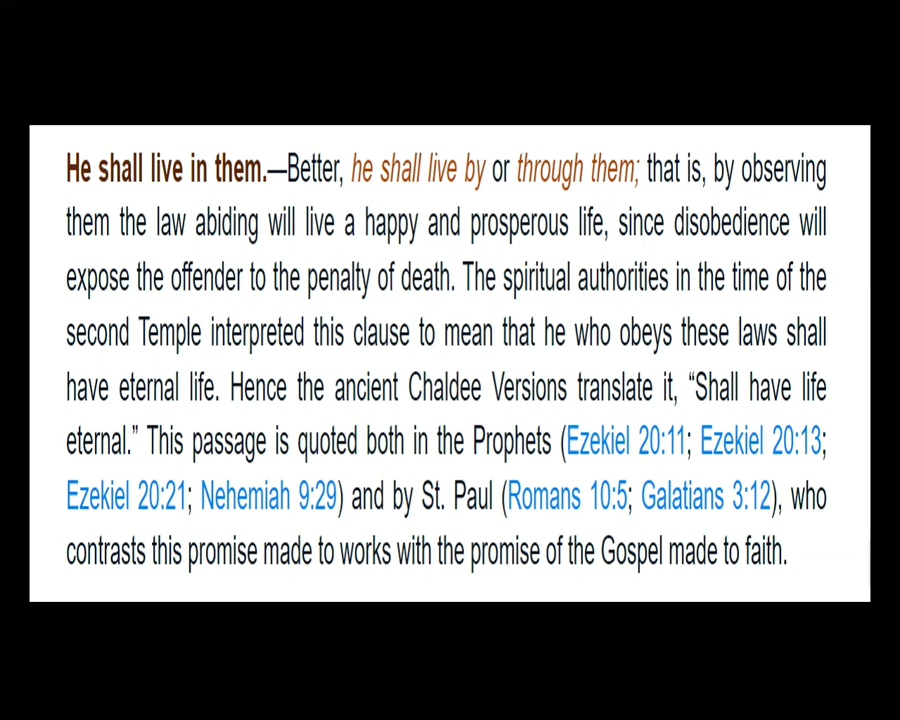 He shall live in them.—Better, he shall live by or through them; that is, by observing
them the law abiding will live a happy and prosperous life, since disobedience will
expose the offender to the penalty of death. The spiritual authorities in the time of the
second Temple interpreted this clause to mean that he who obeys these laws shall
have eternal life. Hence the ancient Chaldee Versions translate it, “Shall have life
eternal.” This passage is quoted both in the Prophets (Ezekiel 20:11; Ezekiel 20:13;
Ezekiel 20:21; Nehemiah 9:29) and by St. Paul (Romans 10:5; Galatians 3:12), who
contrasts this promise made to works with the promise of the Gospel made to faith.